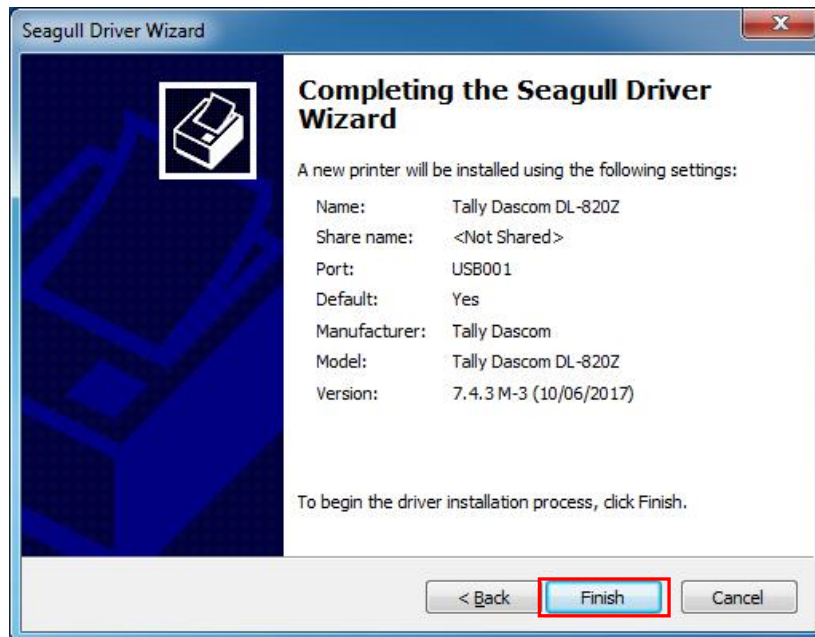 Seagull Driver Wizard
Completing the Seagull Driver
Wizard
A new printer will be installed using the following settings:
Name: Tally Dascom DL-820Z
Share name: <Not Shared>
Port: USB001
Default: Yes
Manufacturer: Tally Dascom
Model: Tally Dascom DL-820Z
Version: 7.4.3 M-3 (10/06/2017)
To begin the driver installation process, click Finish.
< Back Finish Cancel